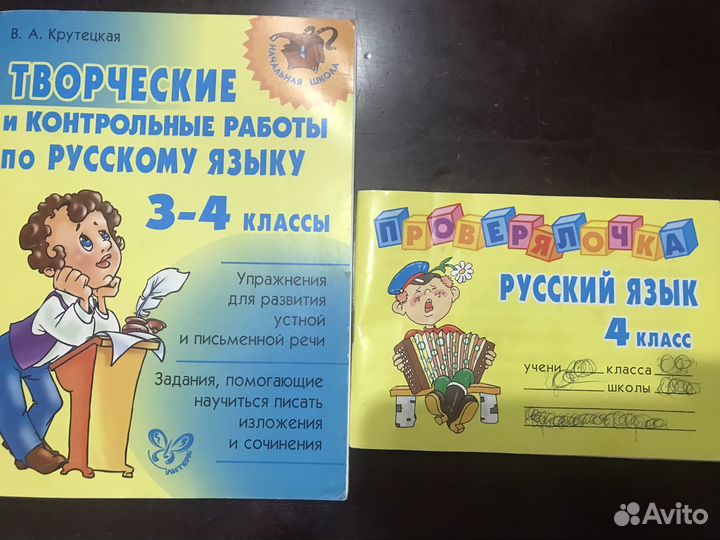 В. А. Крутецкая
НАЧАЛЬНАЯ ШКОЛА
ТВОРЧЕСКИЕ
и КОНТРОЛЬНЫЕ РАБОТЫ
по РУССКОМУ ЯЗЫКУ
3-4 КЛАССЫ
Упражнения
для развития
устной
и письменной речи
Задания, помогающие
научиться писать
изложения
и сочинения
ЛИТЕРА
ПРОВЕРЯЛОЧКА
РУССКИЙ ЯЗЫК
4 КЛАСС
учени класса
школы
Avito